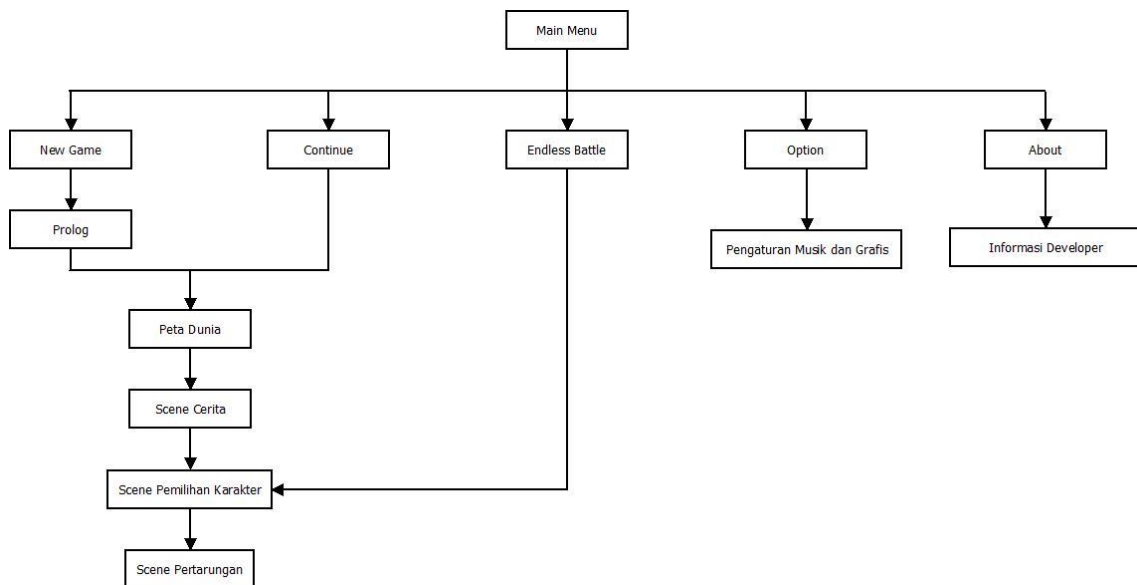 Main Menu
New Game
Continue
Endless Battle
Option
About
Prolog
Pengaturan Musik dan Grafis
Informasi Developer
Peta Dunia
Scene Cerita
Scene Pemilihan Karakter
Scene Pertarungan